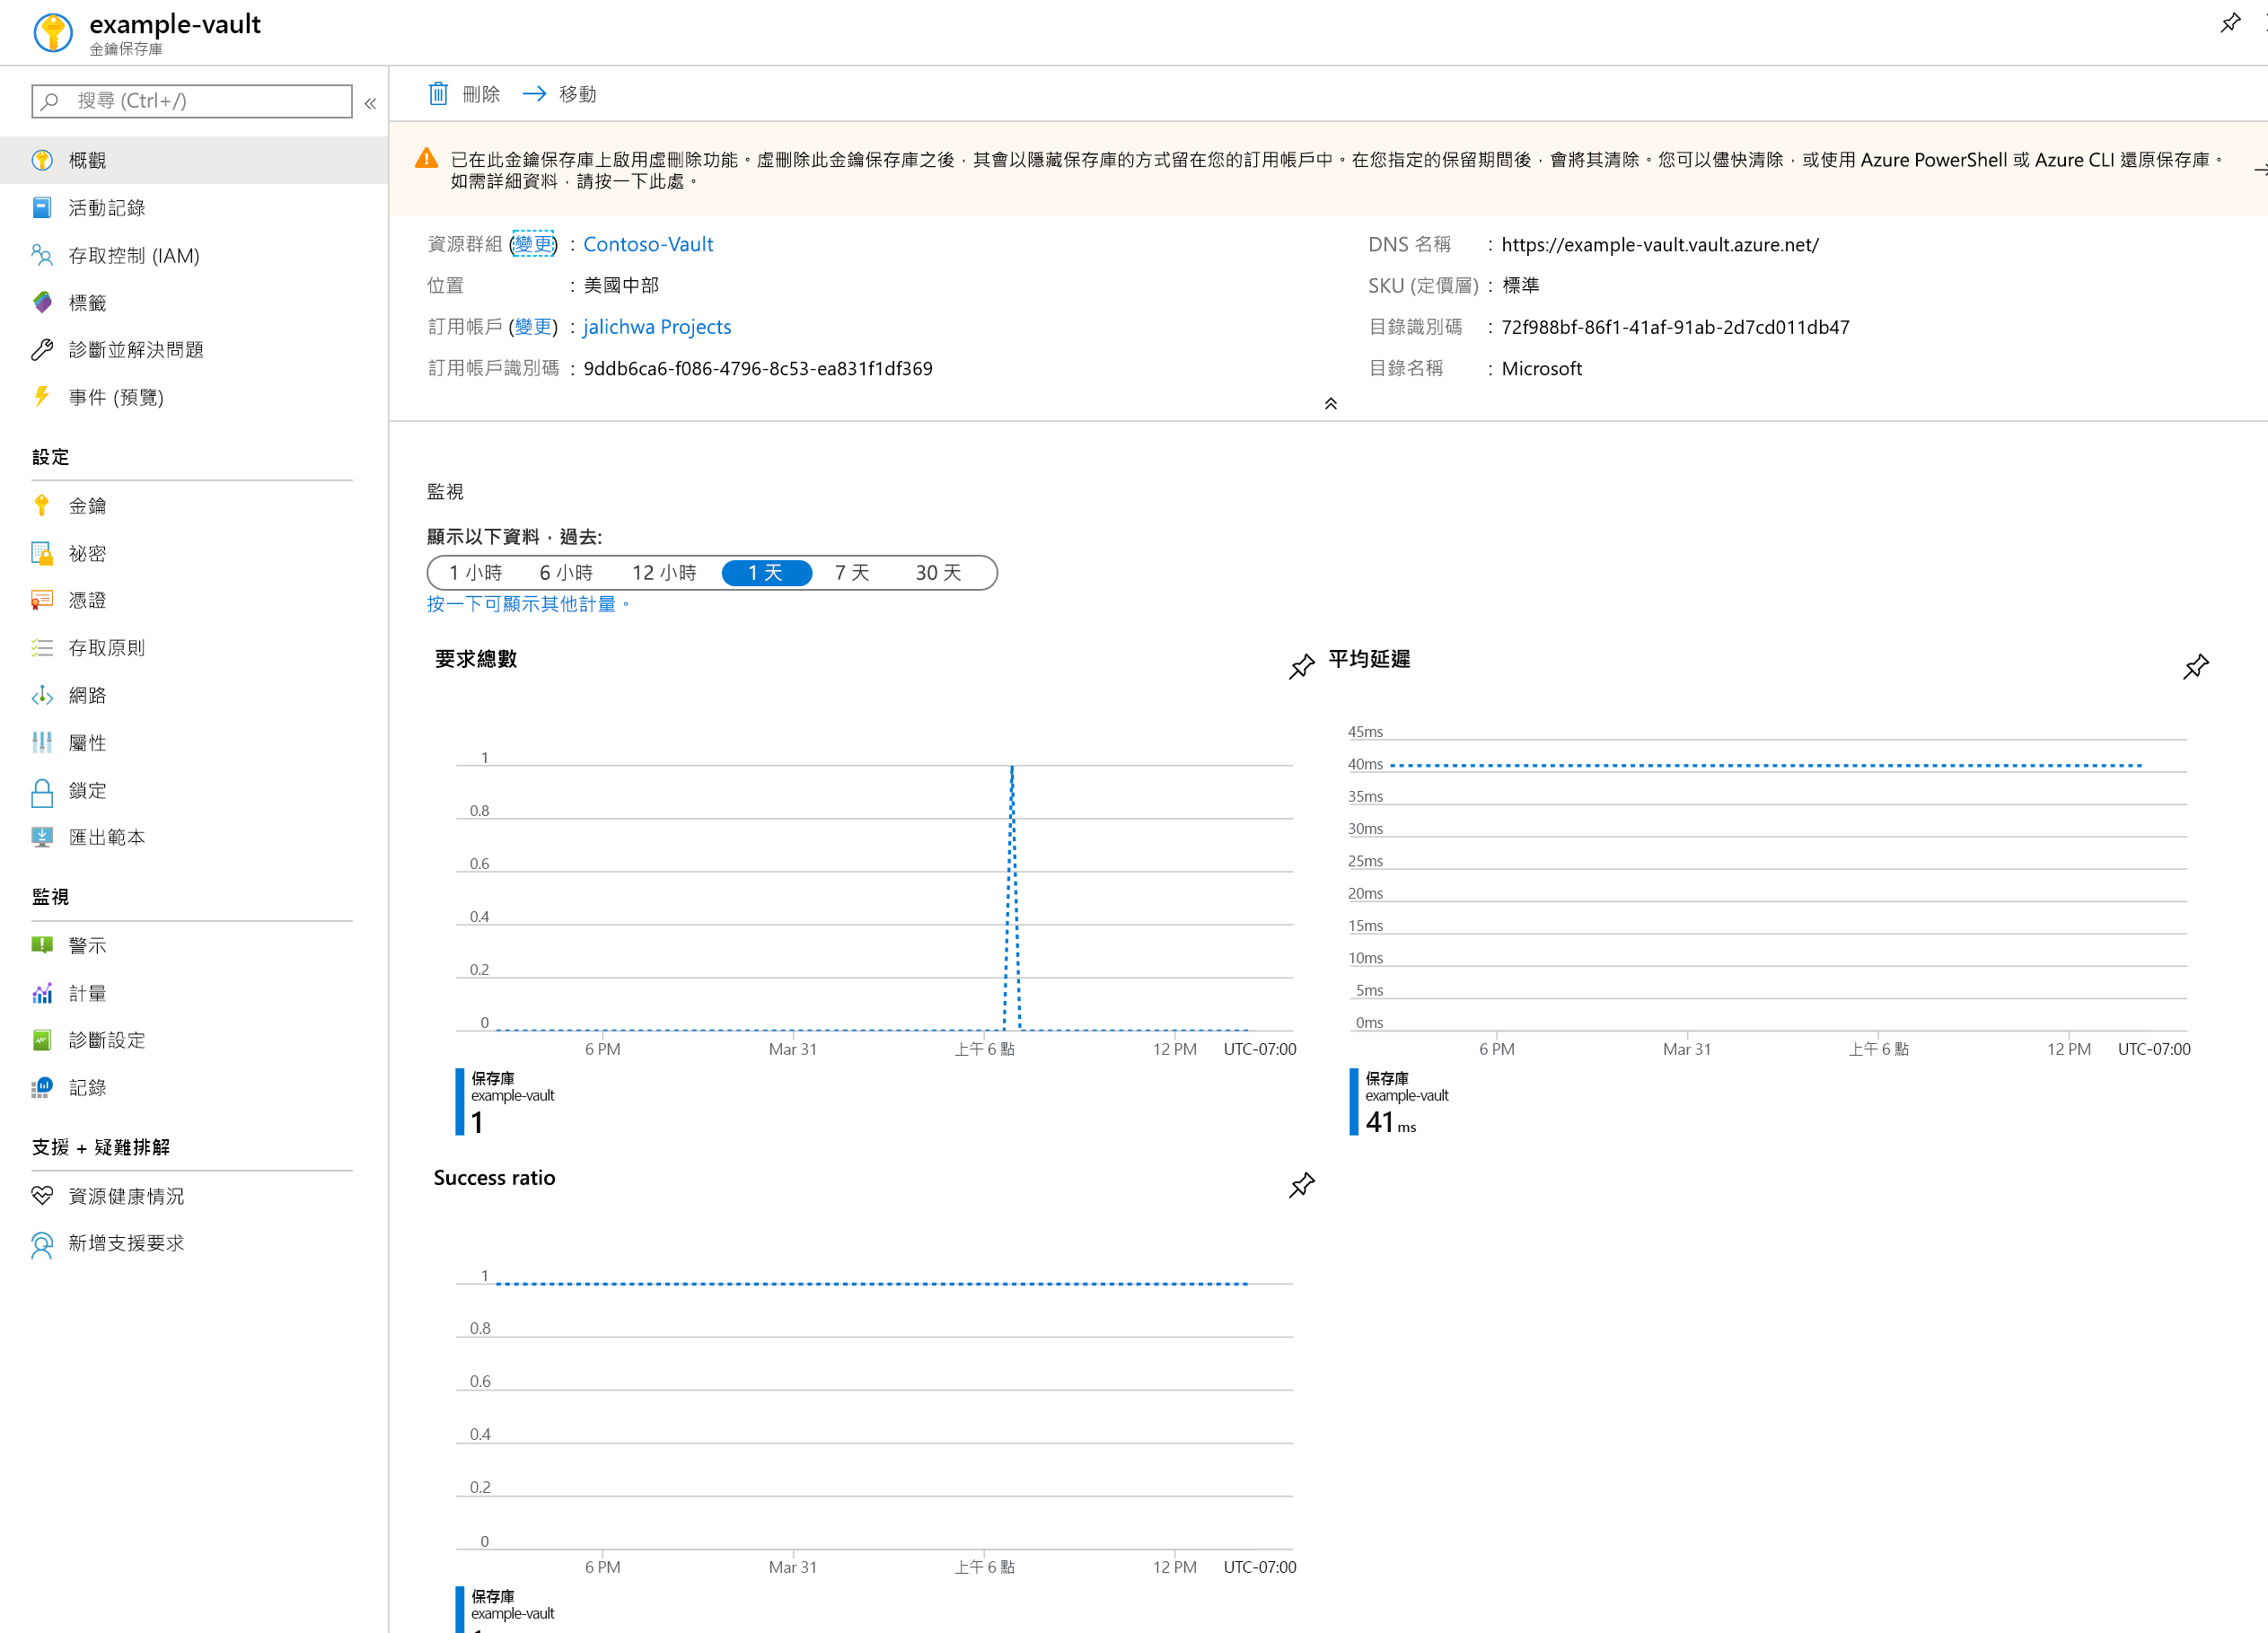 example-vault
金鑰保存庫
搜尋 (Ctrl+/)
概觀
活動記錄
存取控制 (IAM)
標籤
診斷並解決問題
事件 (預覽)
設定
金鑰
祕密
憑證
存取原則
網路
屬性
鎖定
匯出範本
監視
警示
計量
診斷設定
記錄
支援 + 疑難排解
資源健康情況
新增支援要求
刪除
移動
已在此金鑰保存庫上啟用虛刪除功能。虛刪除此金鑰保存庫之後，其會以隱藏保存庫的方式留在您的訂用帳戶中。在您指定的保留期間後，會將其清除。您可以儘快清除，或使用 Azure PowerShell 或 Azure CLI 還原保存庫。
如需詳細資料，請按一下此處。
資源群組 (變更) : Contoso-Vault
位置 : 美國中部
訂用帳戶 (變更) : jalichwa Projects
訂用帳戶識別碼 : 9ddb6ca6-f086-4796-8c53-ea831f1df369
DNS 名稱 : https://example-vault.vault.azure.net/
SKU (定價層) : 標準
目錄識別碼 : 72f988bf-86f1-41af-91ab-2d7cd011db47
目錄名稱 : Microsoft
監視
顯示以下資料，過去:
1 小時 6 小時 12 小時 1 天 7 天 30 天
按一下可顯示其他計量。
要求總數
1
0.8
0.6
0.4
0.2
0
6 PM Mar 31 上午 6 點 12 PM UTC-07:00
保存庫
example-vault
1
平均延遲
45ms
40ms
35ms
30ms
25ms
20ms
15ms
10ms
5ms
0ms
6 PM Mar 31 上午 6 點 12 PM UTC-07:00
保存庫
example-vault
41 ms
Success ratio
1
0.8
0.6
0.4
0.2
0
6 PM Mar 31 上午 6 點 12 PM UTC-07:00
保存庫
example-vault